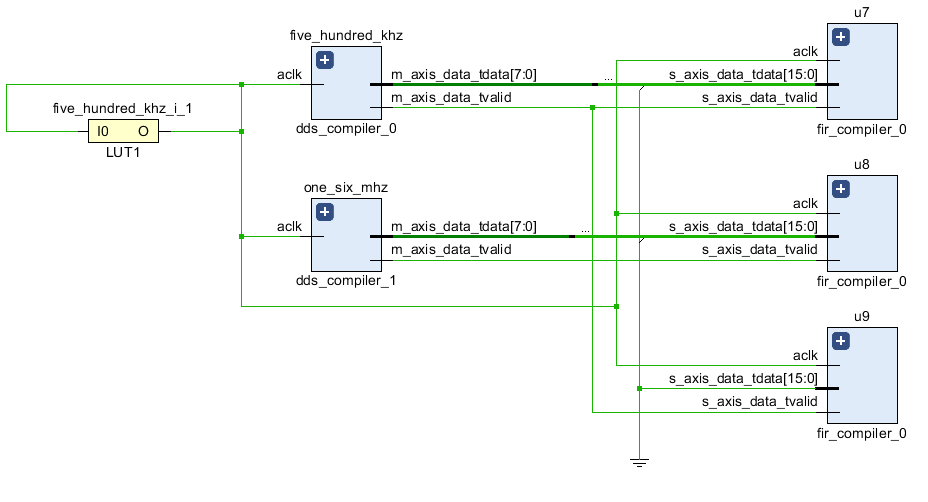 u7
five_hundred_khz
aclk
aclk
m_axis_data_tdata[7:0]
...
s_axis_data_tdata[15:0]
m_axis_data_tvalid
s_axis_data_tvalid
five_hundred_khz_i_1
I0
O
LUT1
dds_compiler_0
fir_compiler_0
u8
one_six_mhz
aclk
aclk
m_axis_data_tdata[7:0]
...
s_axis_data_tdata[15:0]
m_axis_data_tvalid
s_axis_data_tvalid
dds_compiler_1
fir_compiler_0
u9
aclk
s_axis_data_tdata[15:0]
s_axis_data_tvalid
fir_compiler_0